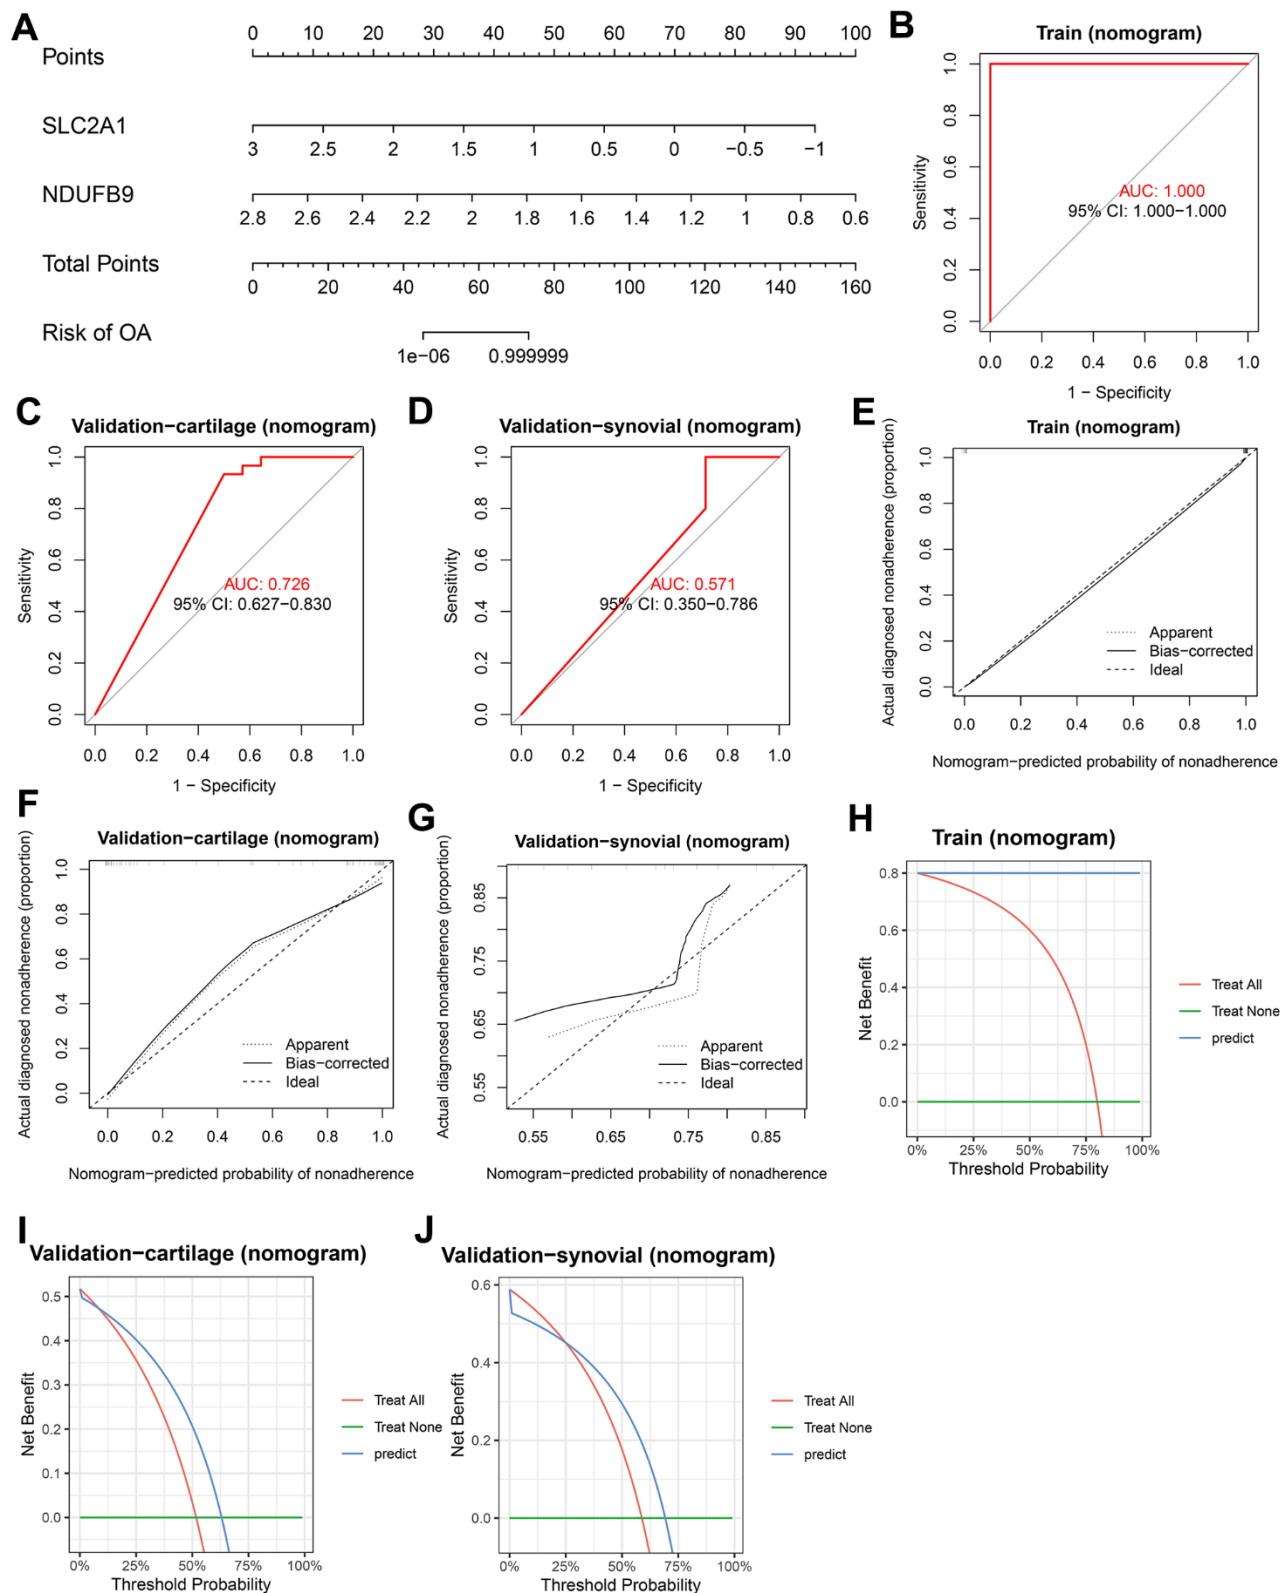 A
Points
0 10 20 30 40 50 60 70 80 90 100
SLC2A1
3 2.5 2 1.5 1 0.5 0 −0.5 −1
NDUFB9
2.8 2.6 2.4 2.2 2 1.8 1.6 1.4 1.2 1 0.8 0.6
Total Points
0 20 40 60 80 100 120 140 160
Risk of OA
1e−06 0.999999
B
Train (nomogram)
Sensitivity
0.0 0.2 0.4 0.6 0.8 1.0
AUC: 1.000
95% CI: 1.000−1.000
0.0 0.2 0.4 0.6 0.8 1.0
1 − Specificity
C
Validation−cartilage (nomogram)
Sensitivity
0.0 0.2 0.4 0.6 0.8 1.0
AUC: 0.726
95% CI: 0.627−0.830
0.0 0.2 0.4 0.6 0.8 1.0
1 − Specificity
D
Validation−synovial (nomogram)
Sensitivity
0.0 0.2 0.4 0.6 0.8 1.0
AUC: 0.571
95% CI: 0.350−0.786
0.0 0.2 0.4 0.6 0.8 1.0
1 − Specificity
E
Train (nomogram)
Actual diagnosed nonadherence (proportion)
0.0 0.2 0.4 0.6 0.8 1.0
Apparent
Bias−corrected
Ideal
0.0 0.2 0.4 0.6 0.8 1.0
Nomogram−predicted probability of nonadherence
F
Validation−cartilage (nomogram)
Actual diagnosed nonadherence (proportion)
0.0 0.2 0.4 0.6 0.8 1.0
Apparent
Bias−corrected
Ideal
0.0 0.2 0.4 0.6 0.8 1.0
Nomogram−predicted probability of nonadherence
G
Validation−synovial (nomogram)
Actual diagnosed nonadherence (proportion)
0.55 0.65 0.75 0.85
Apparent
Bias−corrected
Ideal
0.55 0.65 0.75 0.85
Nomogram−predicted probability of nonadherence
H
Train (nomogram)
Net Benefit
0.8
0.6
0.4
0.2
0.0
0% 25% 50% 75% 100%
Threshold Probability
Treat All
Treat None
predict
I
Validation−cartilage (nomogram)
Net Benefit
0.5
0.4
0.3
0.2
0.1
0.0
0% 25% 50% 75% 100%
Threshold Probability
Treat All
Treat None
predict
J
Validation−synovial (nomogram)
Net Benefit
0.6
0.4
0.2
0.0
0% 25% 50% 75% 100%
Threshold Probability
Treat All
Treat None
predict